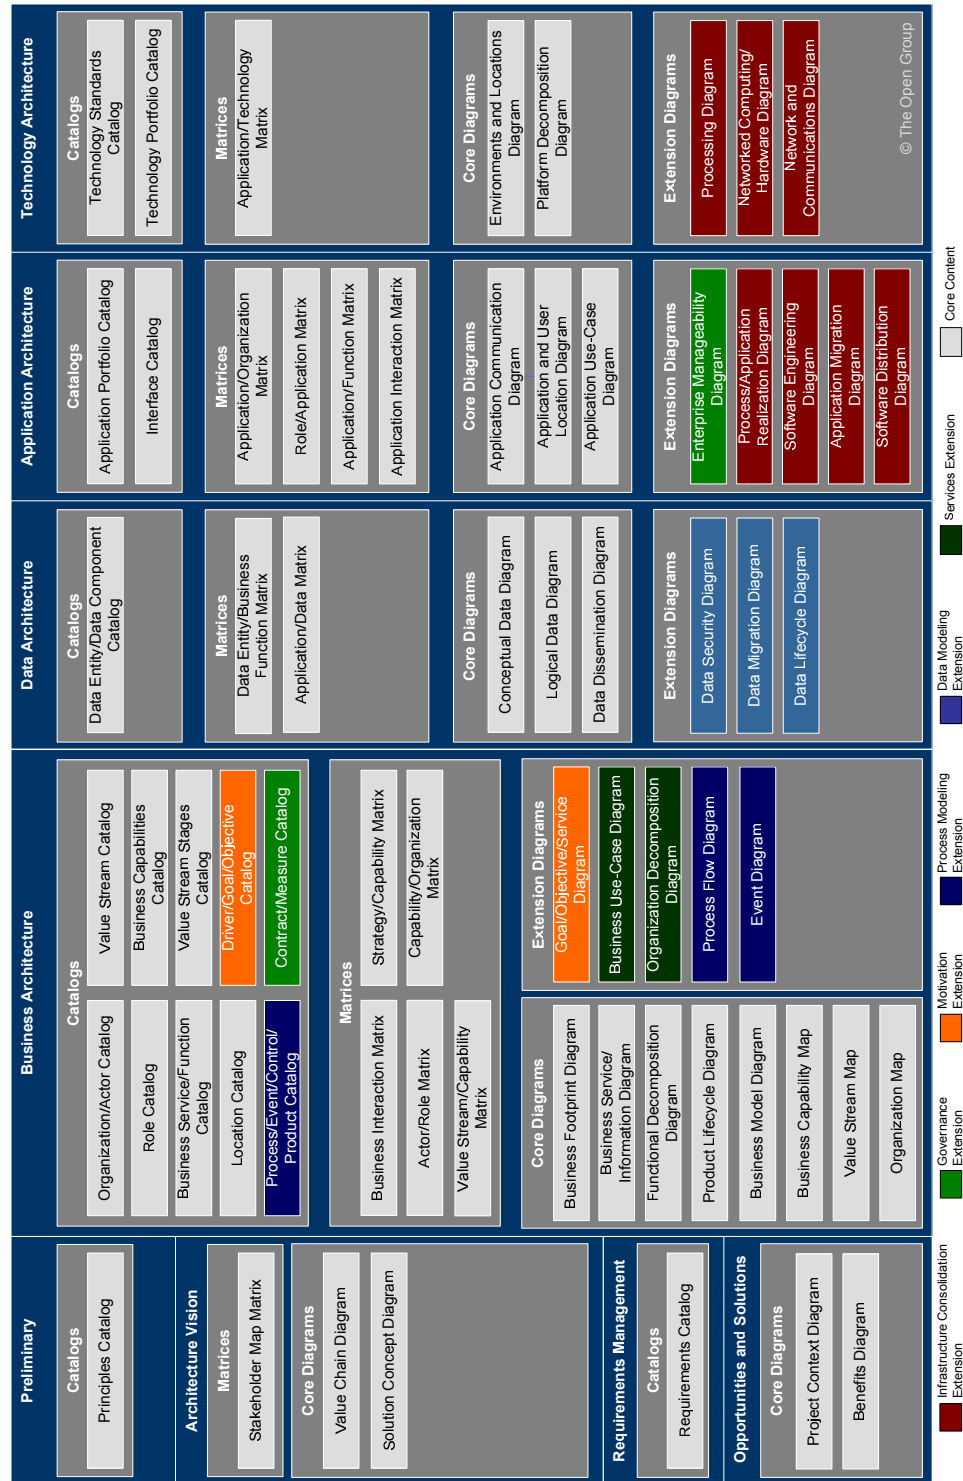 Preliminary
Catalogs
Principles Catalog
Architecture Vision
Matrices
Stakeholder Map Matrix
Core Diagrams
Value Chain Diagram
Solution Concept Diagram
Requirements Management
Catalogs
Requirements Catalog
Opportunities and Solutions
Core Diagrams
Project Context Diagram
Benefits Diagram
Business Architecture
Catalogs
Organization/Actor Catalog
Role Catalog
Business Service/Function
Catalog
Location Catalog
Process/Event/Control/
Product Catalog
Value Stream Catalog
Business Capabilities
Catalog
Value Stream Stages
Catalog
Driver/Goal/Objective
Catalog
Contract/Measure Catalog
Matrices
Business Interaction Matrix
Actor/Role Matrix
Value Stream/Capability
Matrix
Strategy/Capability Matrix
Capability/Organization
Matrix
Core Diagrams
Business Footprint Diagram
Business Service/
Information Diagram
Functional Decomposition
Diagram
Product Lifecycle Diagram
Business Model Diagram
Business Capability Map
Value Stream Map
Organization Map
Extension Diagrams
Goal/Objective/Service
Diagram
Business Use-Case Diagram
Organization Decomposition
Diagram
Process Flow Diagram
Event Diagram
Data Architecture
Catalogs
Data Entity/Data Component
Catalog
Matrices
Data Entity/Business
Function Matrix
Application/Data Matrix
Core Diagrams
Conceptual Data Diagram
Logical Data Diagram
Data Dissemination Diagram
Extension Diagrams
Data Security Diagram
Data Migration Diagram
Data Lifecycle Diagram
Application Architecture
Catalogs
Application Portfolio Catalog
Interface Catalog
Matrices
Application/Organization
Matrix
Role/Application Matrix
Application/Function Matrix
Application Interaction Matrix
Core Diagrams
Application Communication
Diagram
Application and User
Location Diagram
Application Use-Case
Diagram
Extension Diagrams
Enterprise Manageability
Diagram
Process/Application
Realization Diagram
Software Engineering
Diagram
Application Migration
Diagram
Software Distribution
Diagram
Technology Architecture
Catalogs
Technology Standards
Catalog
Technology Portfolio Catalog
Matrices
Application/Technology
Matrix
Core Diagrams
Environments and Locations
Diagram
Platform Decomposition
Diagram
Extension Diagrams
Processing Diagram
Networked Computing/
Hardware Diagram
Network and
Communications Diagram
© The Open Group
Infrastructure Consolidation
Extension
Governance
Extension
Motivation
Extension
Process Modeling
Extension
Data Modeling
Extension
Services Extension
Core Content